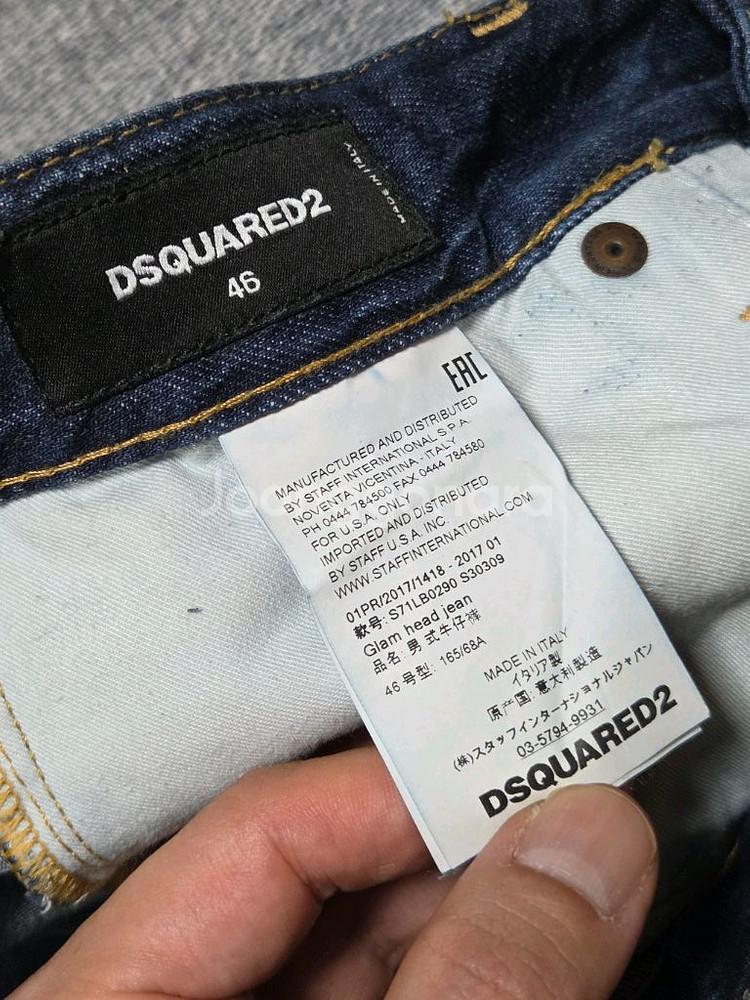 MADE IN ITALY
DSQUARED2
46
EAC
MANUFACTURED AND DISTRIBUTED
BY STAFF INTERNATIONAL S.P.A.
NOVENTA VICENTINA - ITALY
PH 0444 784500 FAX 0444 784580
FOR U.S.A. ONLY
IMPORTED AND DISTRIBUTED
BY STAFF U.S.A. INC.
WWW.STAFFINTERNATIONAL.COM
01PR/2017/1418 - 2017 01
款号: S71LB0290 S30309
Glam head jean
品名: 男式牛仔裤
46 号型: 165/68A
MADE IN ITALY
イタリア製
原产国: 意大利制造
(株)スタッフインターナショナルジャパン
03-5794-9931
DSQUARED2